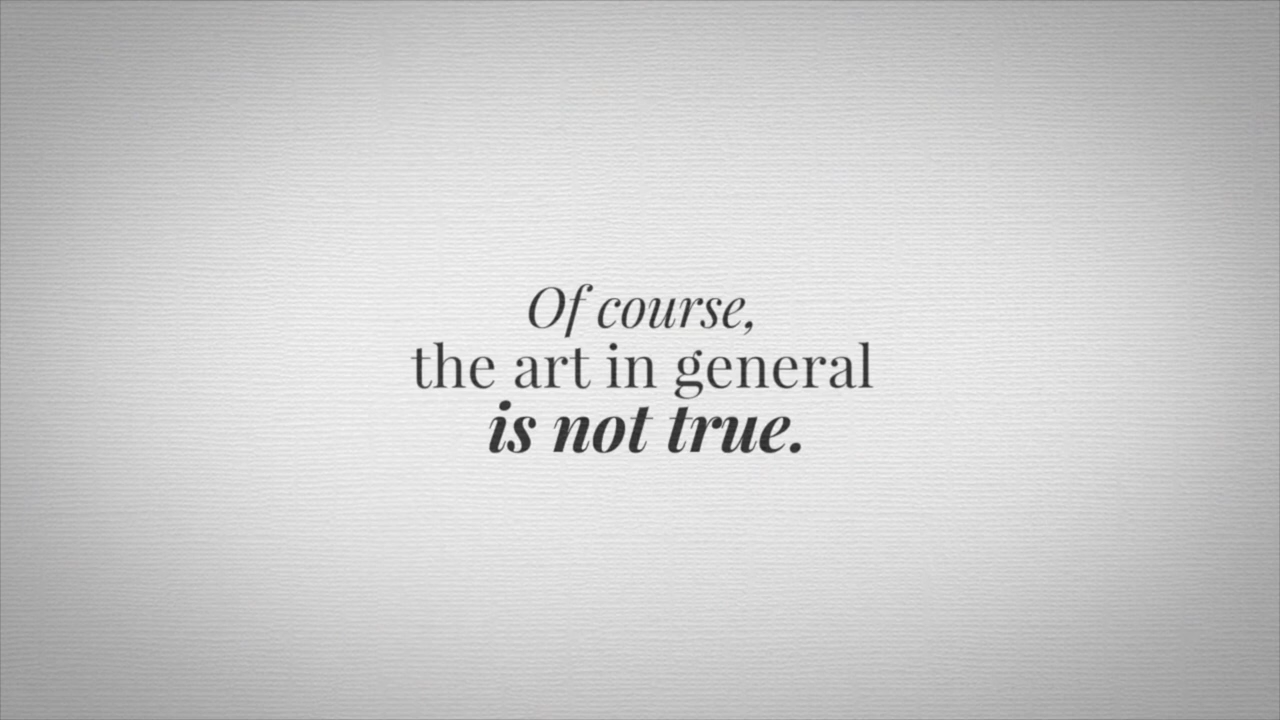 Of course,
the art in general
is not true.